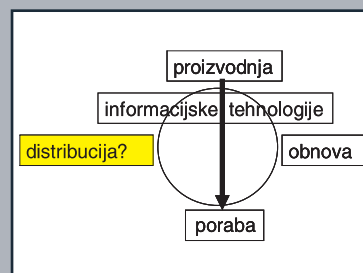 proizvodnja
informacijske tehnologije
distribucija?
obnova
poraba